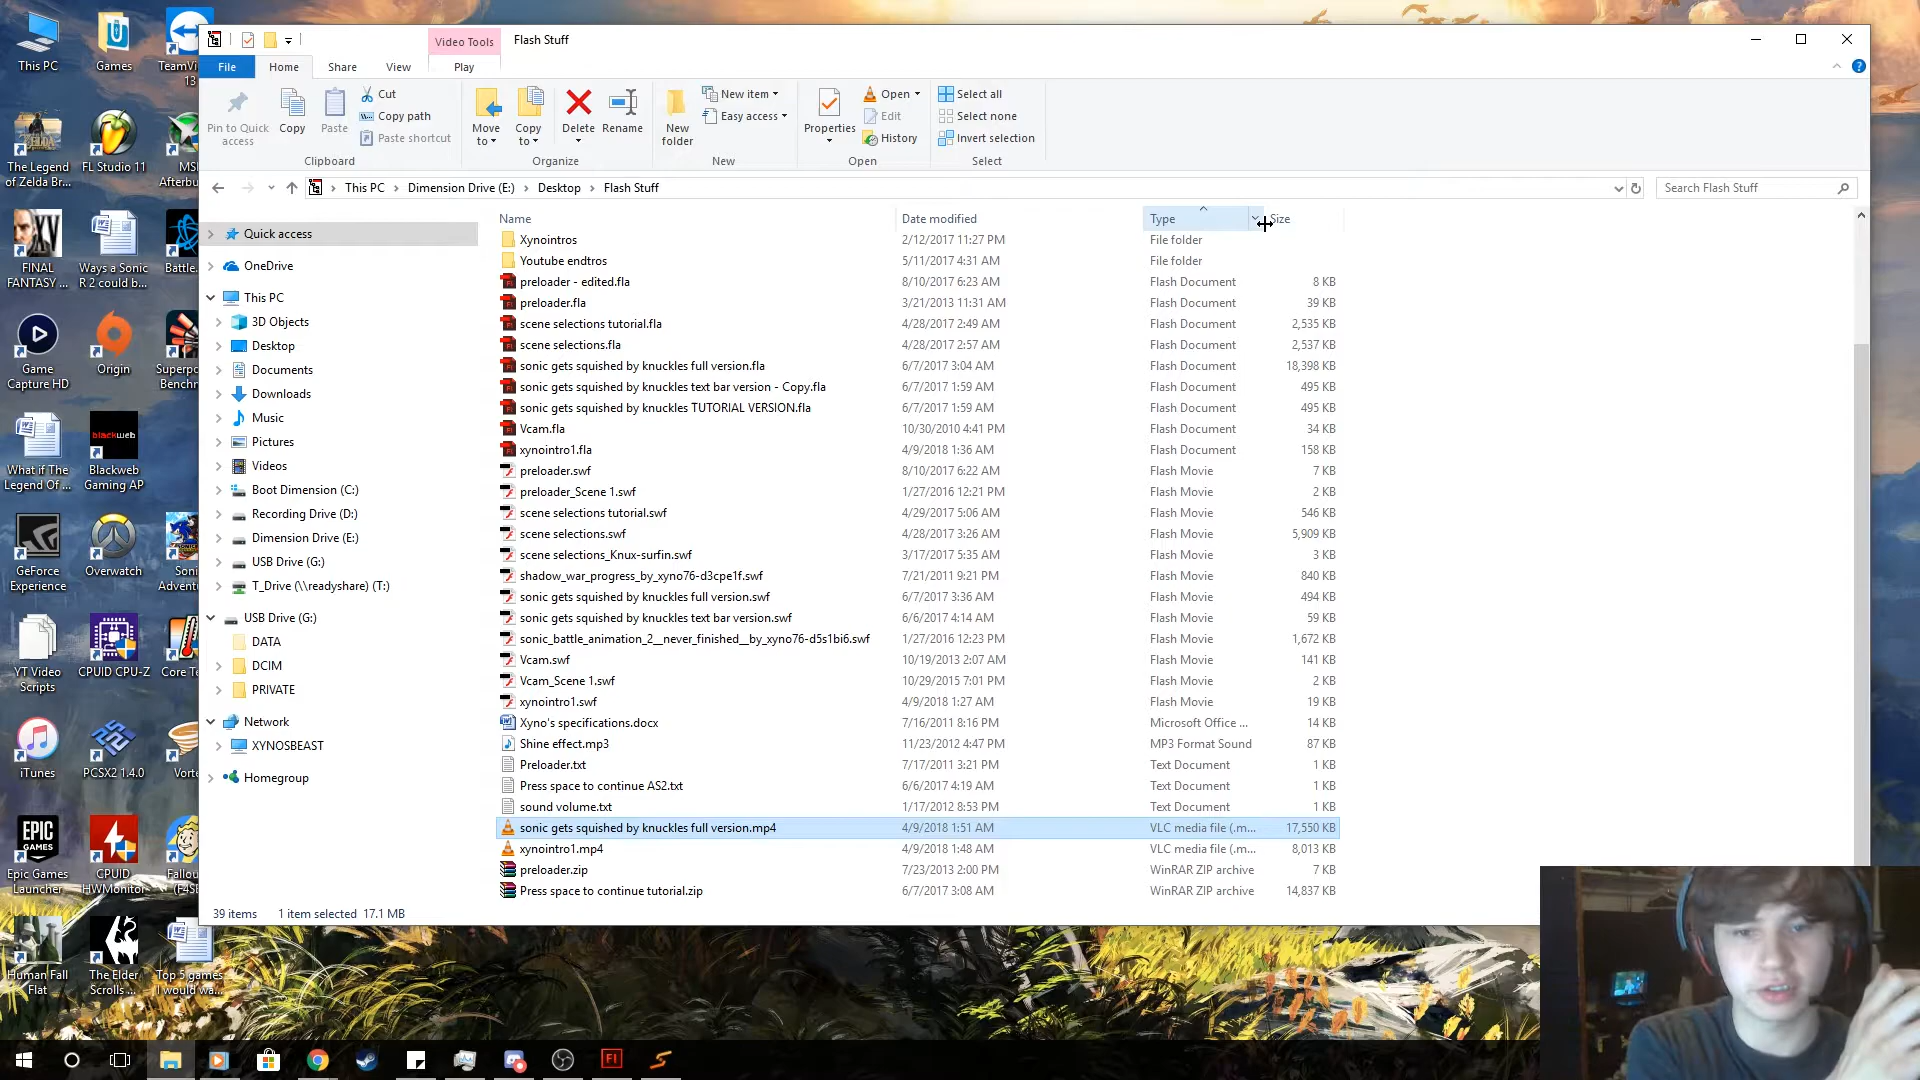 This PC
Games
TeamVi...
13
The Legend
of Zelda Br...
FL Studio 11
MSI
Afterbu
FINAL
FANTASY ...
Ways a Sonic
R 2 could b...
Battle.
Game
Capture HD
Origin
Superpo
Benchm
What if The
Legend Of ...
blackweb
Blackweb
Gaming AP
GeForce
Experience
Overwatch
Soni
Adventu
YT Video
Scripts
CPUID CPU-Z
Core Te
iTunes
PCSX2 1.4.0
Vorte
EPIC
GAMES
Epic Games
Launcher
CPUID
HWMonitor
Fallou
(F4SE
Human Fall
Flat
The Elder
Scrolls ...
Top 5 games
I would wa...
Video Tools
Flash Stuff
File
Home
Share
View
Play
Pin to Quick
access
Copy
Paste
Cut
Copy path
Paste shortcut
Clipboard
Move
to
Copy
to
Delete
Rename
Organize
New
folder
New item
Easy access
New
Properties
Open
Edit
History
Open
Select all
Select none
Invert selection
Select
This PC
Dimension Drive (E:)
Desktop
Flash Stuff
Search Flash Stuff
Quick access
OneDrive
This PC
3D Objects
Desktop
Documents
Downloads
Music
Pictures
Videos
Boot Dimension (C:)
Recording Drive (D:)
Dimension Drive (E:)
USB Drive (G:)
T_Drive (\\readyshare) (T:)
USB Drive (G:)
DATA
DCIM
PRIVATE
Network
XYNOSBEAST
Homegroup
Name Date modified Type Size
Xynointros 2/12/2017 11:27 PM File folder
Youtube endtros 5/11/2017 4:31 AM File folder
preloader - edited.fla 8/10/2017 6:23 AM Flash Document 8 KB
preloader.fla 3/21/2013 11:31 AM Flash Document 39 KB
scene selections tutorial.fla 4/28/2017 2:49 AM Flash Document 2,535 KB
scene selections.fla 4/28/2017 2:57 AM Flash Document 2,537 KB
sonic gets squished by knuckles full version.fla 6/7/2017 3:04 AM Flash Document 18,398 KB
sonic gets squished by knuckles text bar version - Copy.fla 6/7/2017 1:59 AM Flash Document 495 KB
sonic gets squished by knuckles TUTORIAL VERSION.fla 6/7/2017 1:59 AM Flash Document 495 KB
Vcam.fla 10/30/2010 4:41 PM Flash Document 34 KB
xynointro1.fla 4/9/2018 1:36 AM Flash Document 158 KB
preloader.swf 8/10/2017 6:22 AM Flash Movie 7 KB
preloader_Scene 1.swf 1/27/2016 12:21 PM Flash Movie 2 KB
scene selections tutorial.swf 4/29/2017 5:06 AM Flash Movie 546 KB
scene selections.swf 4/28/2017 3:26 AM Flash Movie 5,909 KB
scene selections_Knux-surfin.swf 3/17/2017 5:35 AM Flash Movie 3 KB
shadow_war_progress_by_xyno76-d3cpe1f.swf 7/21/2011 9:21 PM Flash Movie 840 KB
sonic gets squished by knuckles full version.swf 6/7/2017 3:36 AM Flash Movie 494 KB
sonic gets squished by knuckles text bar version.swf 6/6/2017 4:14 AM Flash Movie 59 KB
sonic_battle_animation_2__never_finished__by_xyno76-d5s1bi6.swf 1/27/2016 12:23 PM Flash Movie 1,672 KB
Vcam.swf 10/19/2013 2:07 AM Flash Movie 141 KB
Vcam_Scene 1.swf 10/29/2015 7:01 PM Flash Movie 2 KB
xynointro1.swf 4/9/2018 1:27 AM Flash Movie 19 KB
Xyno's specifications.docx 7/16/2011 8:16 PM Microsoft Office ... 14 KB
Shine effect.mp3 11/23/2012 4:47 PM MP3 Format Sound 87 KB
Preloader.txt 7/17/2011 3:21 PM Text Document 1 KB
Press space to continue AS2.txt 6/6/2017 4:19 AM Text Document 1 KB
sound volume.txt 1/17/2012 8:53 PM Text Document 1 KB
sonic gets squished by knuckles full version.mp4 4/9/2018 1:51 AM VLC media file (.m... 17,550 KB
xynointro1.mp4 4/9/2018 1:48 AM VLC media file (.m... 8,013 KB
preloader.zip 7/23/2013 2:00 PM WinRAR ZIP archive 7 KB
Press space to continue tutorial.zip 6/7/2017 3:08 AM WinRAR ZIP archive 14,837 KB
39 items 1 item selected 17.1 MB